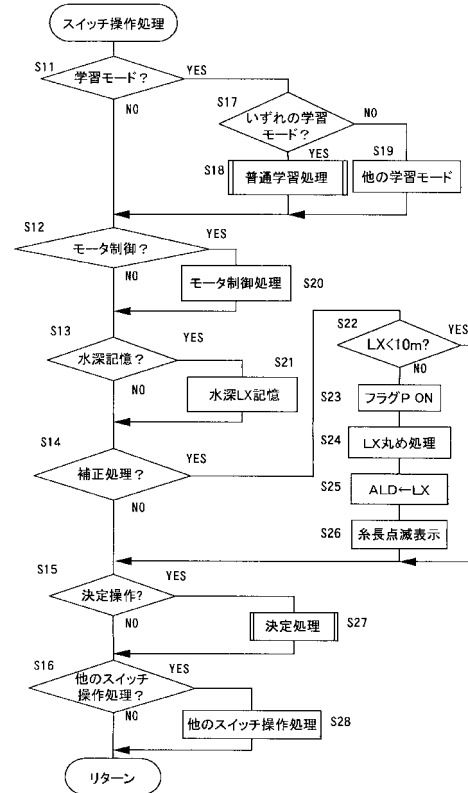 スイッチ操作処理
S11
学習モード?
YES
NO
S17
いずれの学習
モード?
NO
YES
S18
普通学習処理
S19
他の学習モード
S12
モータ制御?
YES
NO
モータ制御処理
S20
S13
水深記憶?
YES
NO
S21
水深LX記憶
S14
補正処理?
YES
NO
S22
LX<10m?
YES
NO
S23
フラグP ON
S24
LX丸め処理
S25
ALD←LX
S26
糸長点滅表示
S15
決定操作?
YES
NO
決定処理
S27
S16
他のスイッチ
操作処理?
YES
NO
他のスイッチ操作処理
S28
リターン